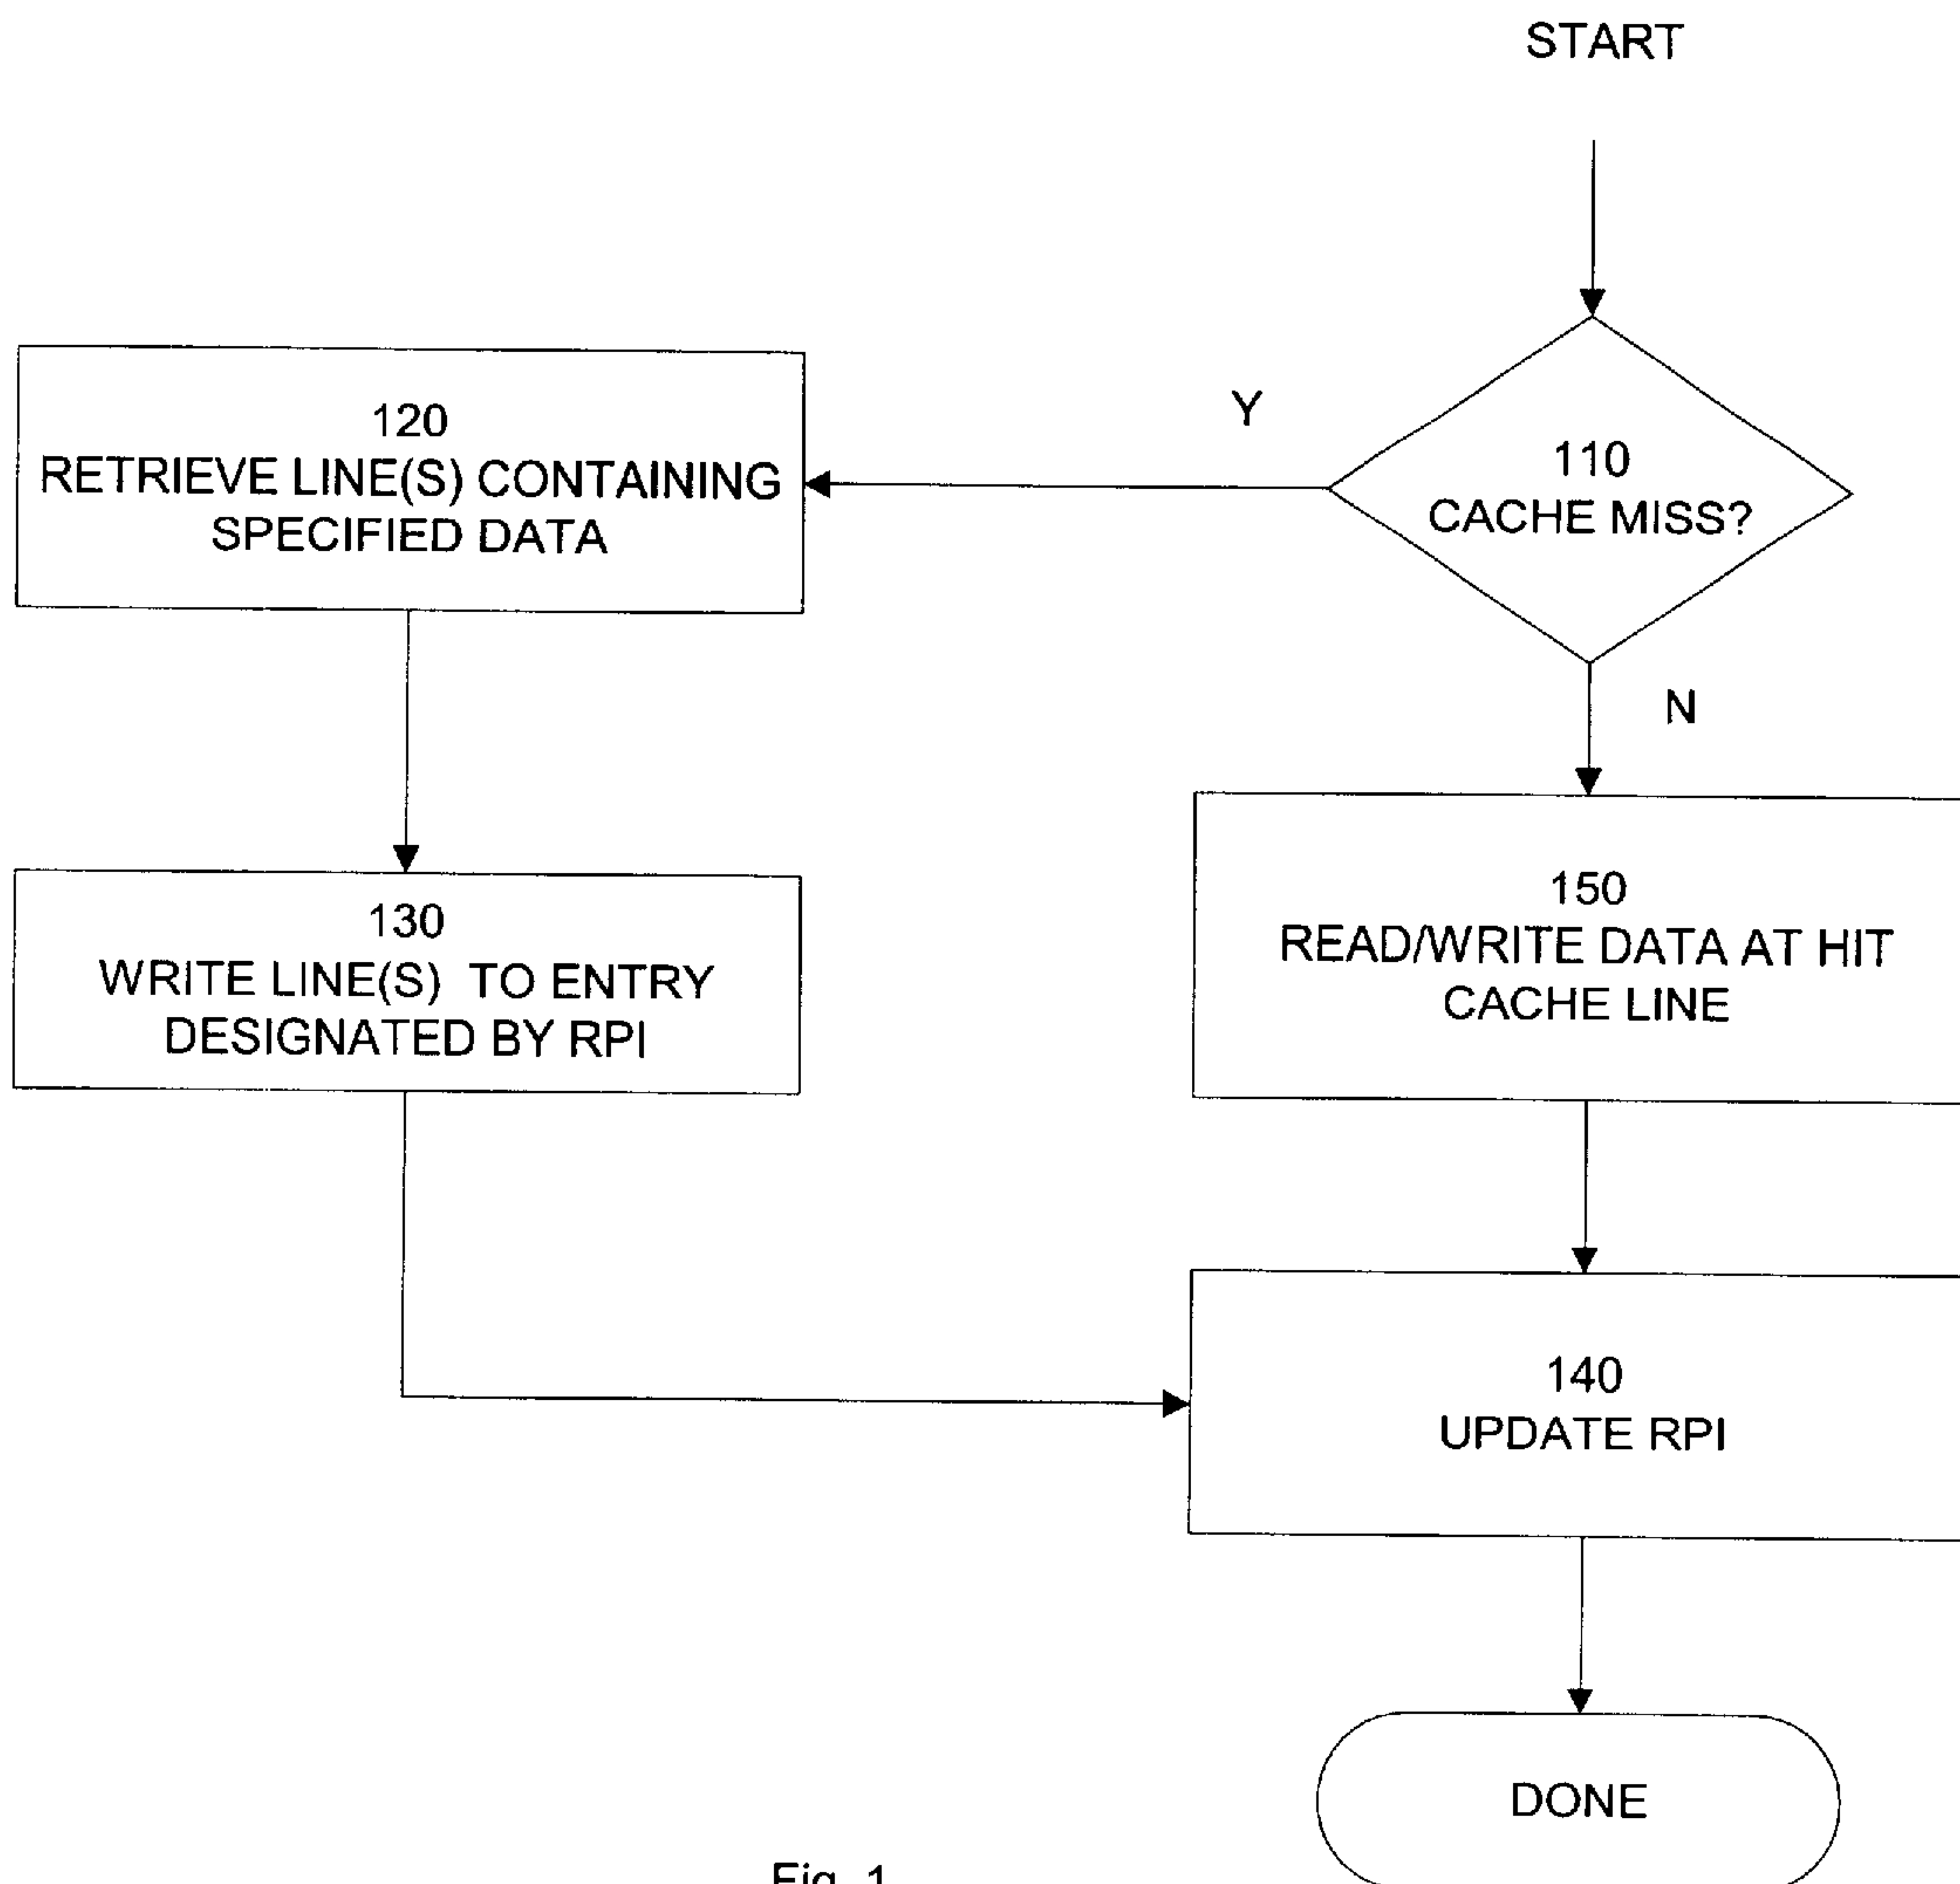 START
110
CACHE MISS?
Y
N
120
RETRIEVE LINE(S) CONTAINING
SPECIFIED DATA
130
WRITE LINE(S) TO ENTRY
DESIGNATED BY RPI
150
READ/WRITE DATA AT HIT
CACHE LINE
140
UPDATE RPI
DONE
Fig. 1